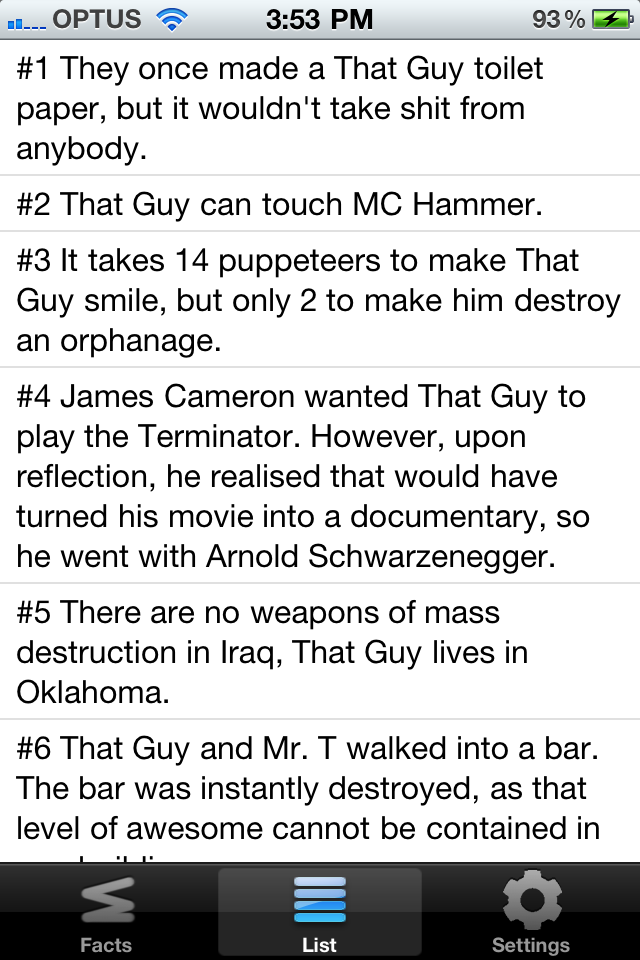 OPTUS 3:53 PM 93%
#1 They once made a That Guy toilet
paper, but it wouldn't take shit from
anybody.
#2 That Guy can touch MC Hammer.
#3 It takes 14 puppeteers to make That
Guy smile, but only 2 to make him destroy
an orphanage.
#4 James Cameron wanted That Guy to
play the Terminator. However, upon
reflection, he realised that would have
turned his movie into a documentary, so
he went with Arnold Schwarzenegger.
#5 There are no weapons of mass
destruction in Iraq, That Guy lives in
Oklahoma.
#6 That Guy and Mr. T walked into a bar.
The bar was instantly destroyed, as that
level of awesome cannot be contained in
Facts List Settings